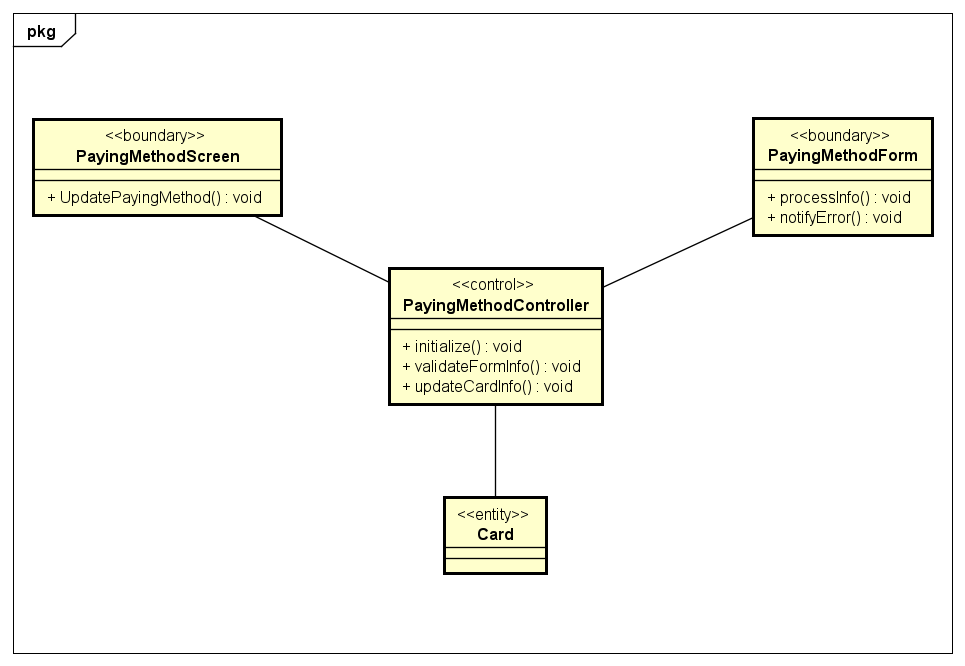 pkg
<<boundary>>
PayingMethodScreen
+ UpdatePayingMethod() : void
<<boundary>>
PayingMethodForm
+ processInfo() : void
+ notifyError() : void
<<control>>
PayingMethodController
+ initialize() : void
+ validateFormInfo() : void
+ updateCardInfo() : void
<<entity>>
Card